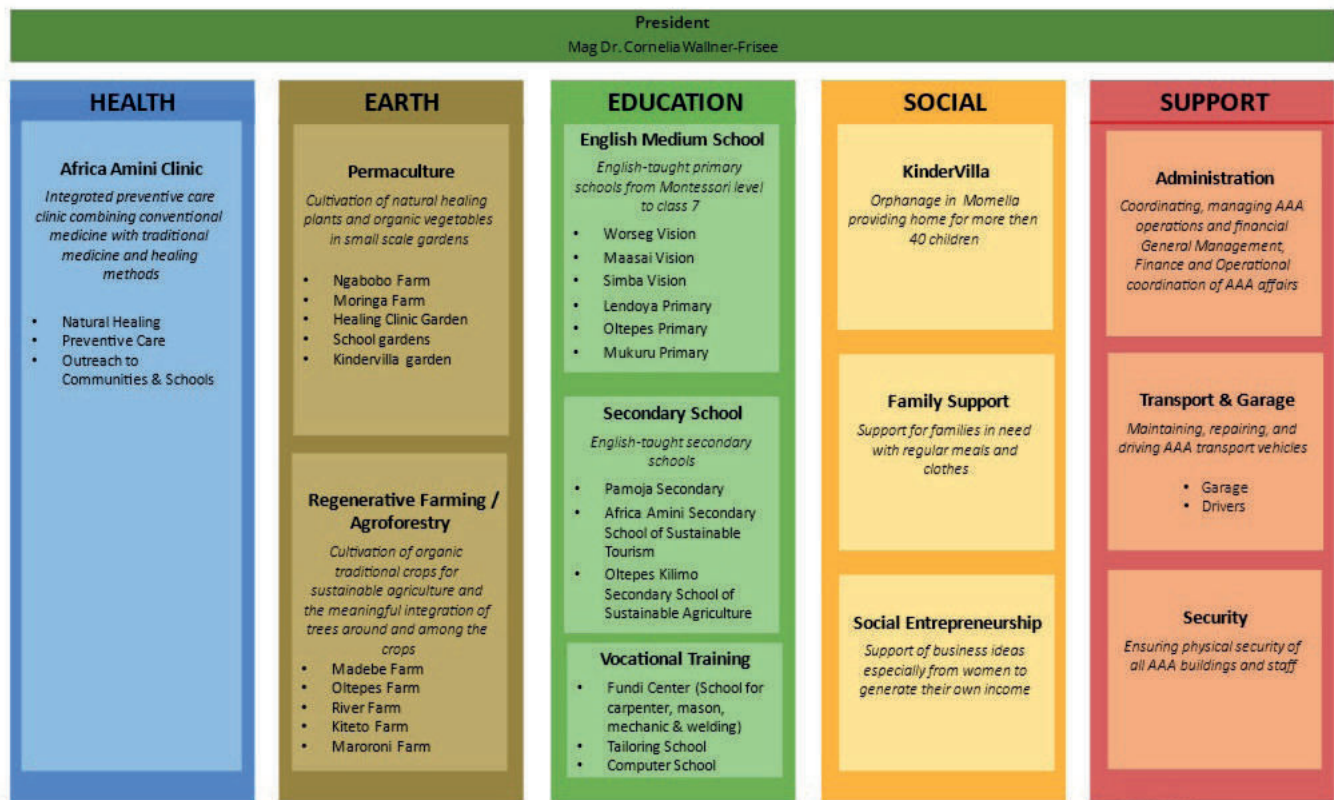 President
Mag Dr. Cornelia Wallner-Frisee
HEALTH
Africa Amini Clinic
Integrated preventive care
clinic combining conventional
medicine with traditional
medicine and healing
methods
• Natural Healing
• Preventive Care
• Outreach to
Communities & Schools
EARTH
Permaculture
Cultivation of natural healing
plants and organic vegetables
in small scale gardens
• Ngabobo Farm
• Moringa Farm
• Healing Clinic Garden
• School gardens
• Kindervilla garden
Regenerative Farming /
Agroforestry
Cultivation of organic
traditional crops for
sustainable agriculture and
the meaningful integration of
trees around and among the
crops
• Madebe Farm
• Oltepes Farm
• River Farm
• Kiteto Farm
• Maroroni Farm
EDUCATION
English Medium School
English-taught primary
schools from Montessori level
to class 7
• Worseg Vision
• Maasai Vision
• Simba Vision
• Lendoya Primary
• Oltepes Primary
• Mukuru Primary
Secondary School
English-taught secondary
schools
• Pamoja Secondary
• Africa Amini Secondary
School of Sustainable
Tourism
• Oltepes Kilimo
Secondary School of
Sustainable Agriculture
Vocational Training
• Fundi Center (School for
carpenter, mason,
mechanic & welding)
• Tailoring School
• Computer School
SOCIAL
KinderVilla
Orphanage in Momella
providing home for more then
40 children
Family Support
Support for families in need
with regular meals and
clothes
Social Entrepreneurship
Support of business ideas
especially from women to
generate their own income
SUPPORT
Administration
Coordinating, managing AAA
operations and financial
General Management,
Finance and Operational
coordination of AAA affairs
Transport & Garage
Maintaining, repairing, and
driving AAA transport vehicles
• Garage
• Drivers
Security
Ensuring physical security of
all AAA buildings and staff